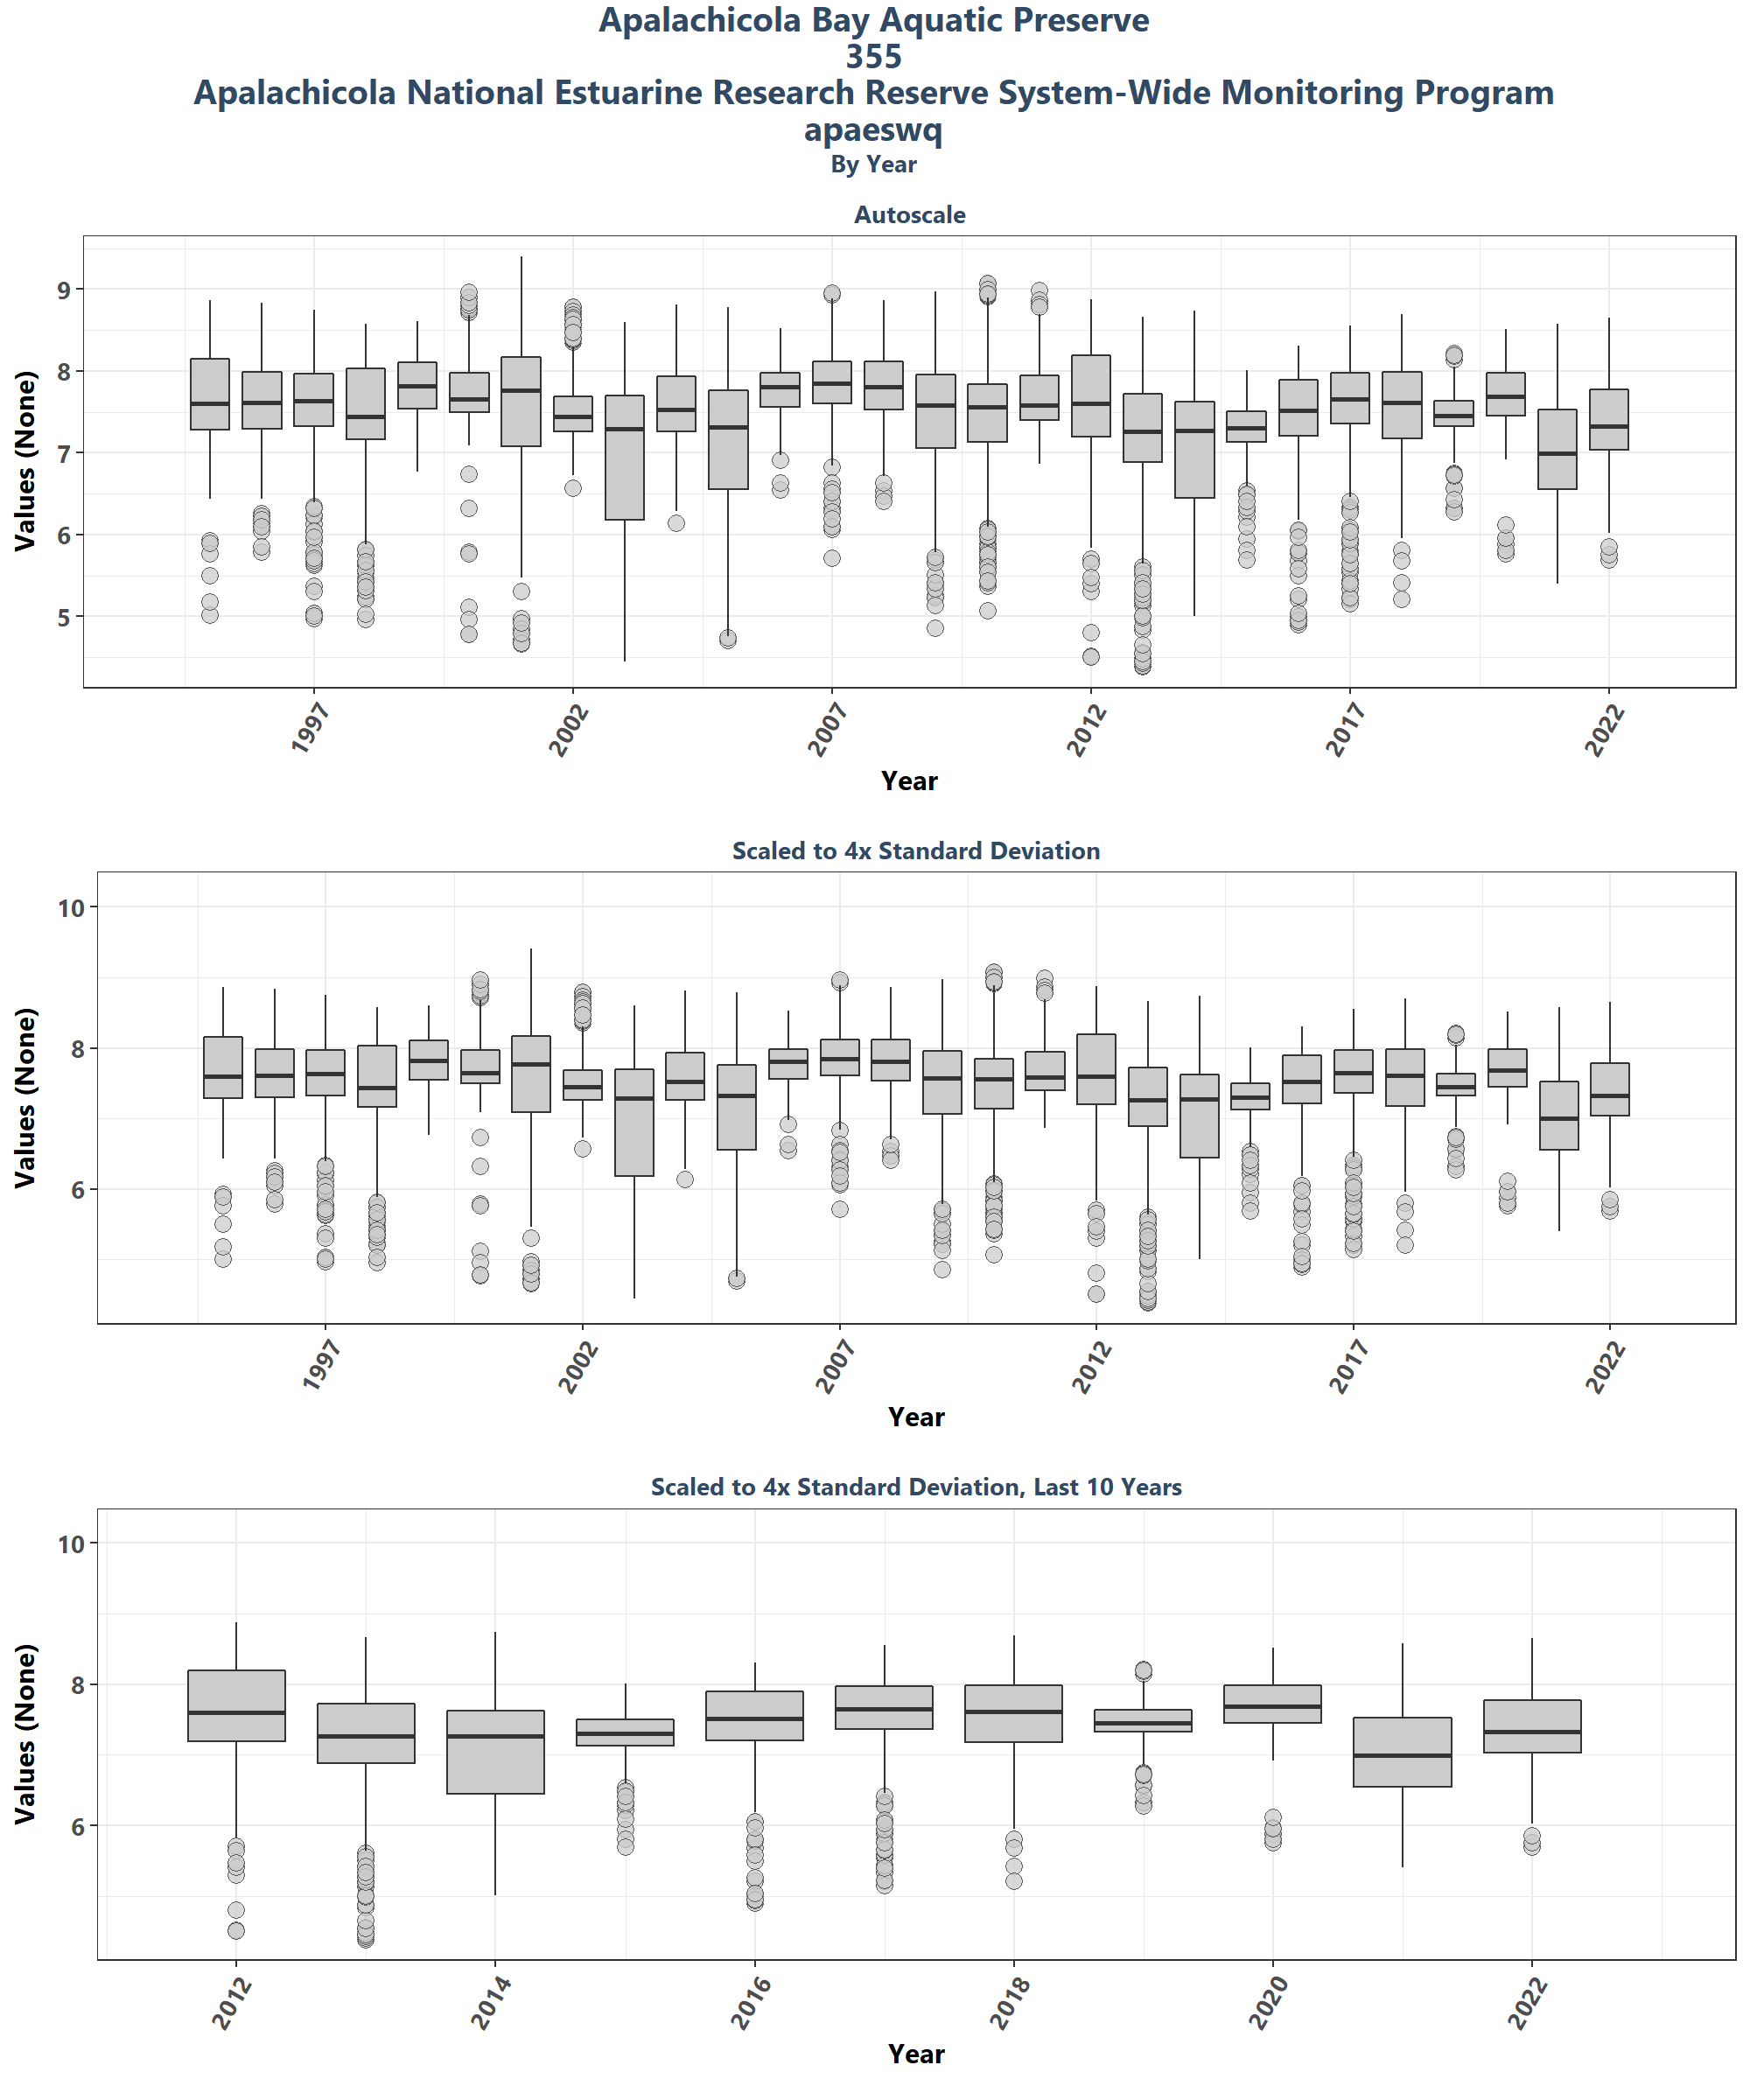 Apalachicola Bay Aquatic Preserve
355
Apalachicola National Estuarine Research Reserve System-Wide Monitoring Program
apaeswq
By Year
Autoscale
Values (None)
9
8
7
6
5
1997
2002
2007
2012
2017
2022
Year
Scaled to 4x Standard Deviation
Values (None)
10
8
6
1997
2002
2007
2012
2017
2022
Year
Scaled to 4x Standard Deviation, Last 10 Years
Values (None)
10
8
6
2012
2014
2016
2018
2020
2022
Year